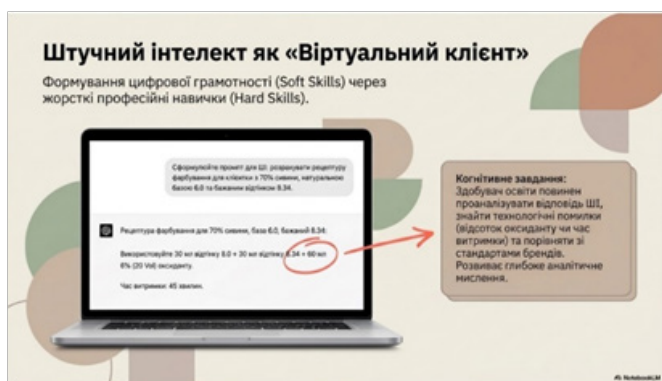 Штучний інтелект як «Віртуальний клієнт»
Формування цифрової грамотності (Soft Skills) через
жорсткі професійні навички (Hard Skills).
Сформулюйте промпт для ШІ: розрахувати рецептуру
фарбування для клієнтки з 70% сивини, натуральною
базою 6.0 та бажаним відтінком 8.34.
Рецептура фарбування для 70% сивини, база 6.0, бажаний 8.34:
Використовуйте 30 мл відтінку 8.0 + 30 мл відтінку 8.34 + 60 мл
6% (20 Vol) оксиданту.
Час витримки: 45 хвилин.
Когнітивне завдання:
Здобувач освіти повинен
проаналізувати відповідь ШІ,
знайти технологічні помилки
(відсоток оксиданту чи час
витримки) та порівняти зі
стандартами брендів.
Розвиває глибоке аналітичне
мислення.
NotebookLM